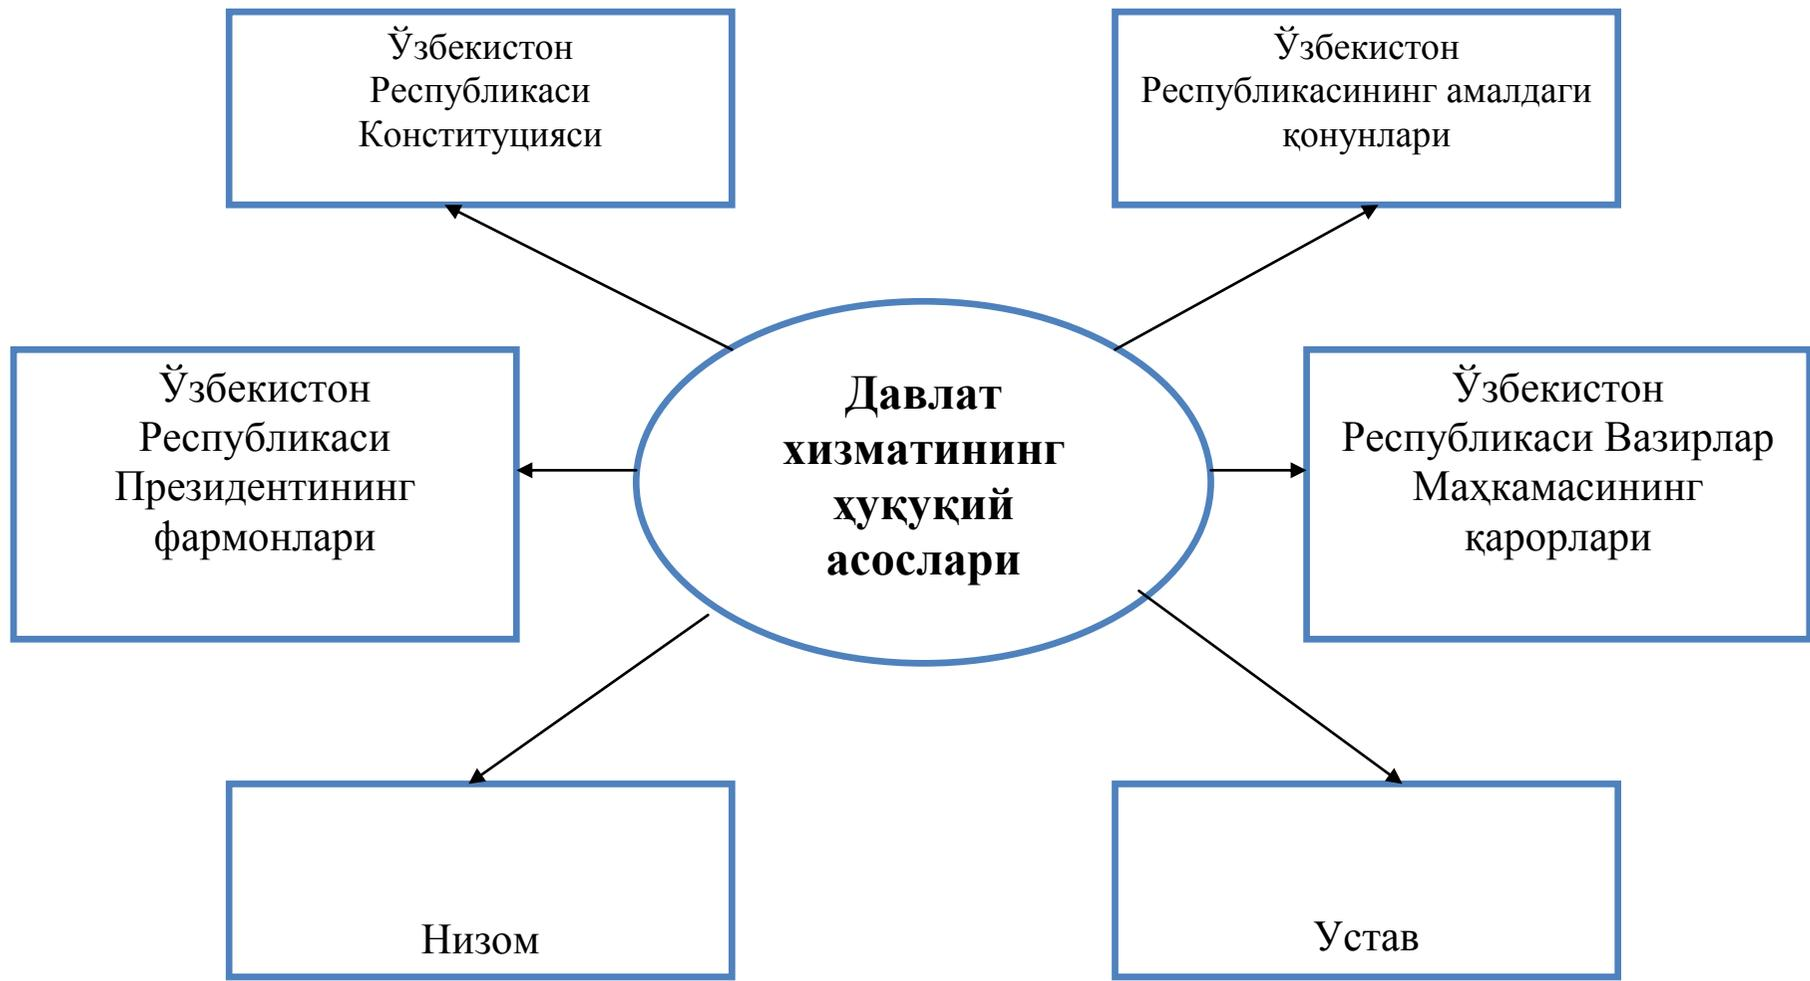 Ўзбекистон
Республикаси
Конституцияси
Ўзбекистон
Республикасининг амалдаги
қонунлари
Ўзбекистон
Республикаси
Президентининг
фармонлари
Давлат
хизматининг
ҳуқуқий
асослари
Ўзбекистон
Республикаси Вазирлар
Маҳкамасининг
қарорлари
Низом
Устав